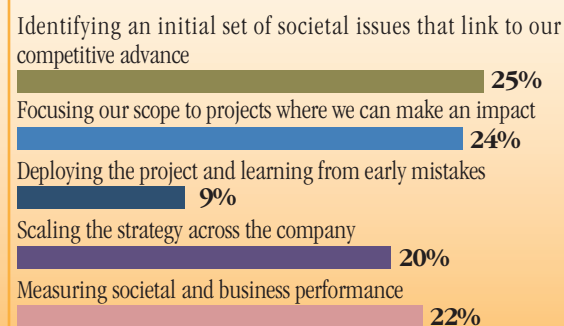 Identifying an initial set of societal issues that link to our
competitive advance
25%
Focusing our scope to projects where we can make an impact
24%
Deploying the project and learning from early mistakes
9%
Scaling the strategy across the company
20%
Measuring societal and business performance
22%